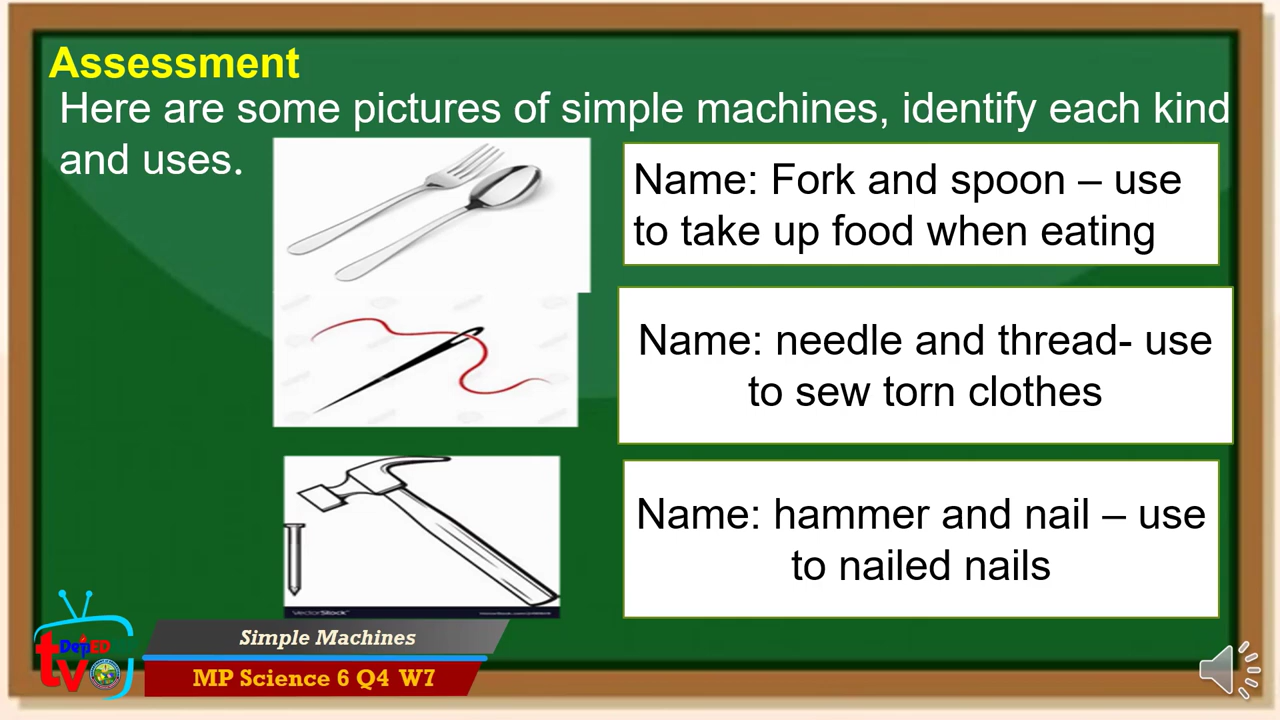 Assessment
Here are some pictures of simple machines, identify each kind
and uses.
Name: Fork and spoon – use
to take up food when eating
Name: needle and thread- use
to sew torn clothes
Name: hammer and nail – use
to nailed nails
VectorStock
DepED
tvo
Simple Machines
MP Science 6 Q4 W7